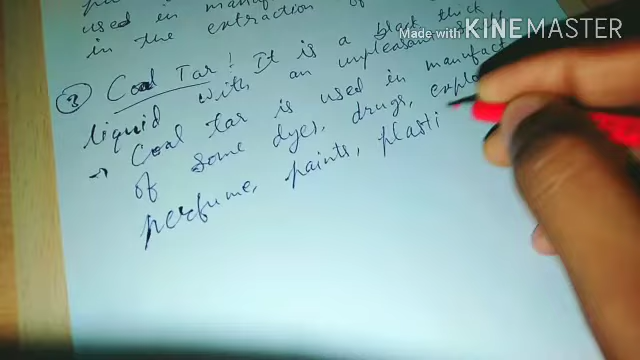 used in manuf
in the extraction of
Made with KINEMASTER
③ Coal Tar! It is a black thick
liquid with an unpleasant smell
→ Coal tar is used in manufact
of some dyes, drugs, explo
perfume, paints, plasti